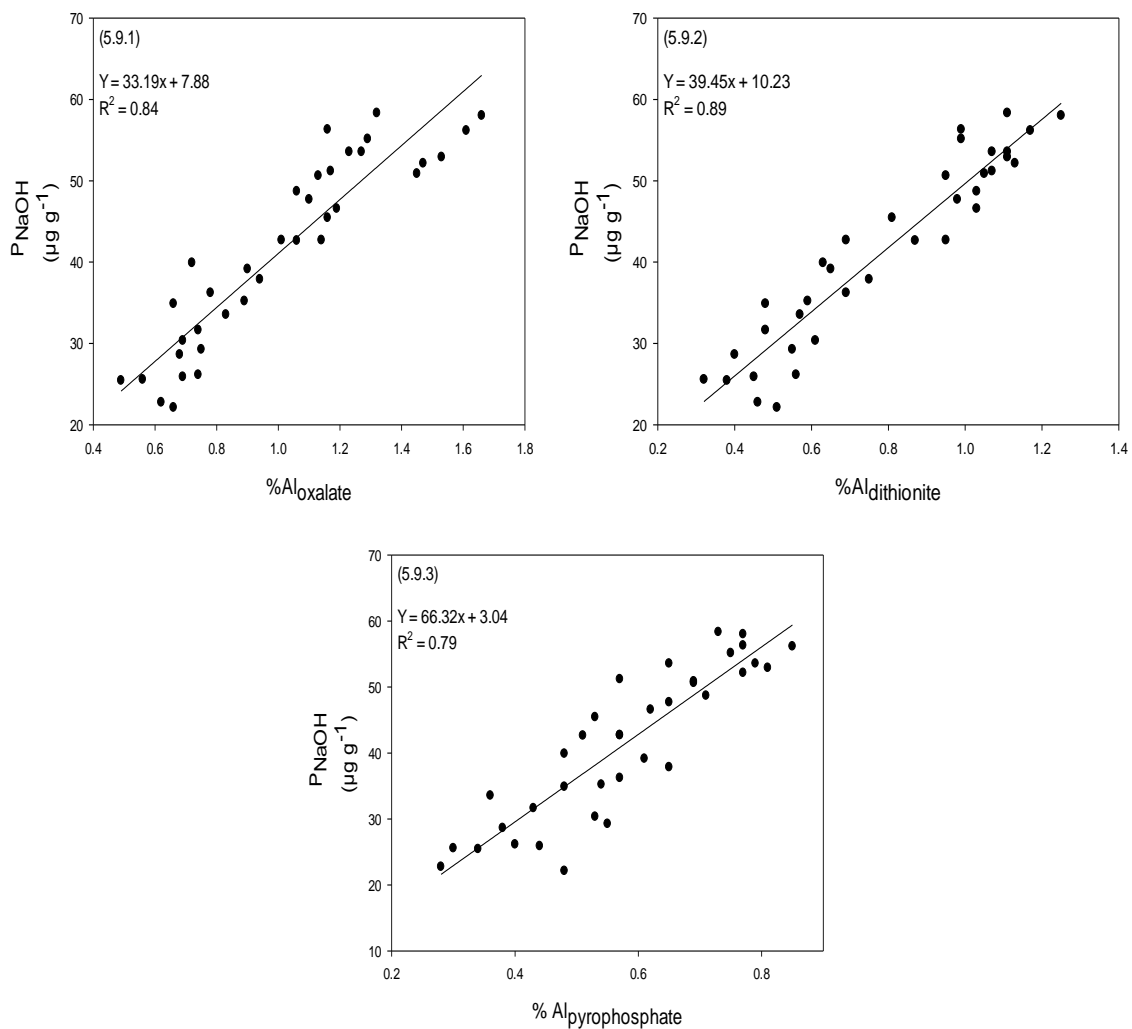 (5.9.1)
Y = 33.19x + 7.88
R² = 0.84
70
60
50
40
30
20
0.4 0.6 0.8 1.0 1.2 1.4 1.6 1.8
PNaOH
(µg g⁻¹)
%Aloxalate
(5.9.2)
Y = 39.45x + 10.23
R² = 0.89
70
60
50
40
30
20
0.2 0.4 0.6 0.8 1.0 1.2 1.4
PNaOH
(µg g⁻¹)
%Aldithionite
(5.9.3)
Y = 66.32x + 3.04
R² = 0.79
70
60
50
40
30
20
10
0.2 0.4 0.6 0.8
PNaOH
(µg g⁻¹)
% Alpyrophosphate